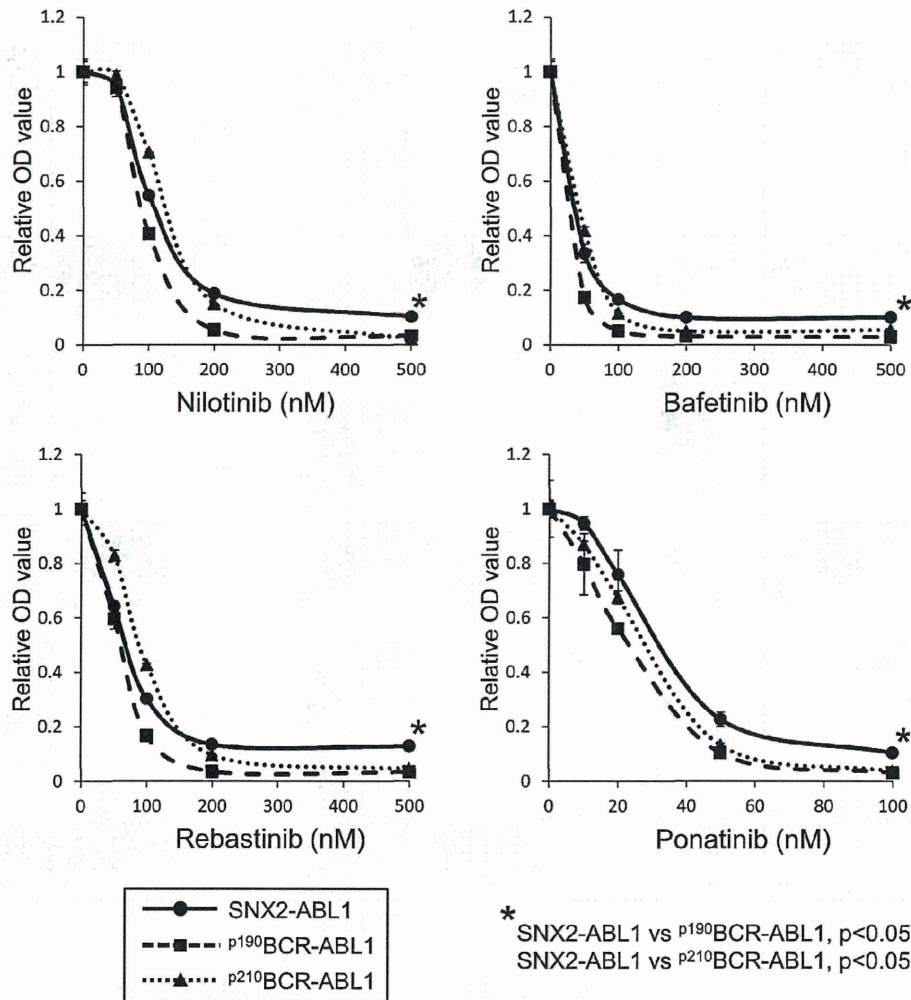 1.2
1
0.8
0.6
0.4
0.2
0
Relative OD value
*
0 100 200 300 400 500
Nilotinib (nM)
1.2
1
0.8
0.6
0.4
0.2
0
Relative OD value
*
0 100 200 300 400 500
Bafetinib (nM)
1.2
1
0.8
0.6
0.4
0.2
0
Relative OD value
*
0 100 200 300 400 500
Rebastinib (nM)
1.2
1
0.8
0.6
0.4
0.2
0
Relative OD value
*
0 20 40 60 80 100
Ponatinib (nM)
SNX2-ABL1
p190BCR-ABL1
p210BCR-ABL1
* SNX2-ABL1 vs p190BCR-ABL1, p<0.05
SNX2-ABL1 vs p210BCR-ABL1, p<0.05